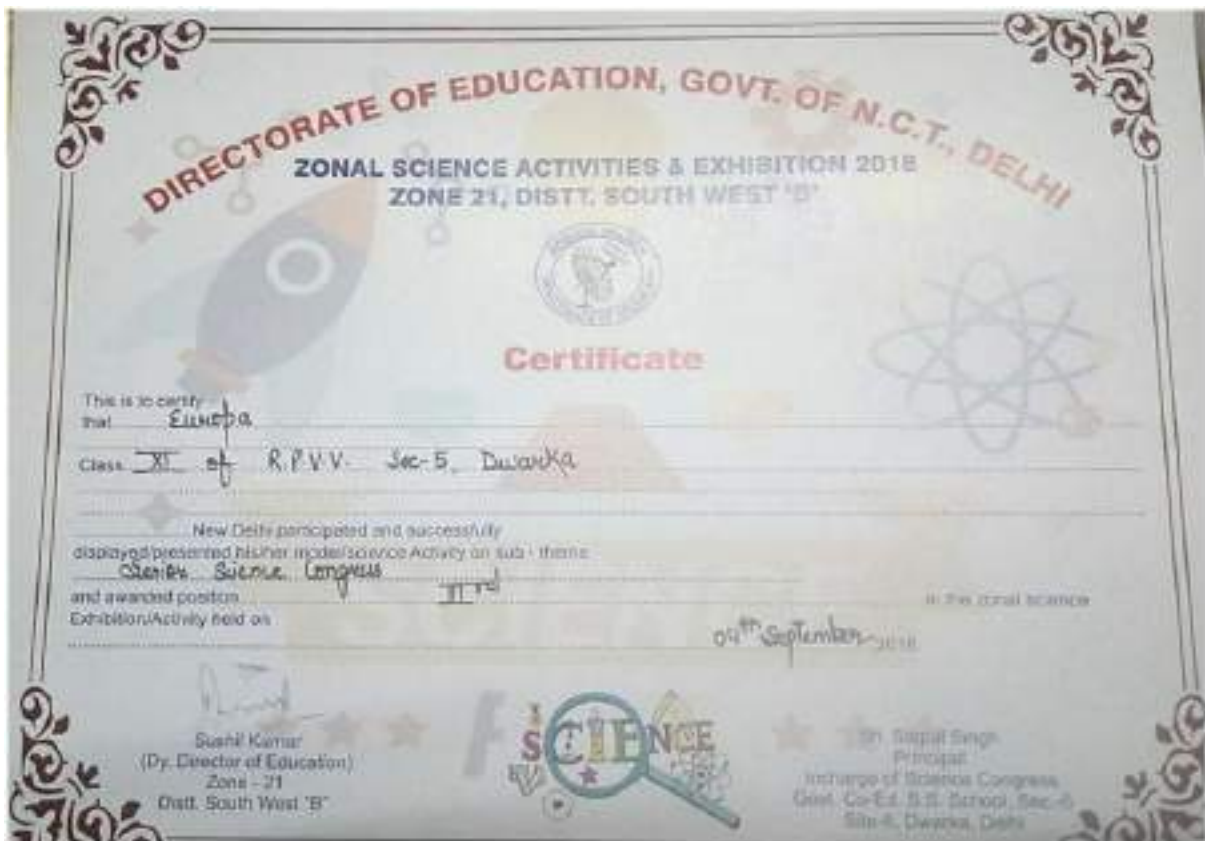 DIRECTORATE OF EDUCATION, GOVT. OF N.C.T., DELHI
ZONAL SCIENCE ACTIVITIES & EXHIBITION 2018
ZONE 21, DISTT. SOUTH WEST "B"
Certificate
This is to certify
that Europa
Class XI of R.P.V.V. Sec-5, Dwarka
New Delhi participated and successfully
displayed/presented his/her model/science Activity on sub - theme
Science Congress
and awarded position in the zonal science
Exhibition/Activity held on
04th September 2018
Sushil Kumar
(Dy. Director of Education)
Zone - 21
Distt. South West "B"
SCIENCE
Sh. Satpal Singh
Principal
Incharge of Science Congress
Govt. Co-Ed. S.S. School, Sec.-6
Dwarka, Delhi